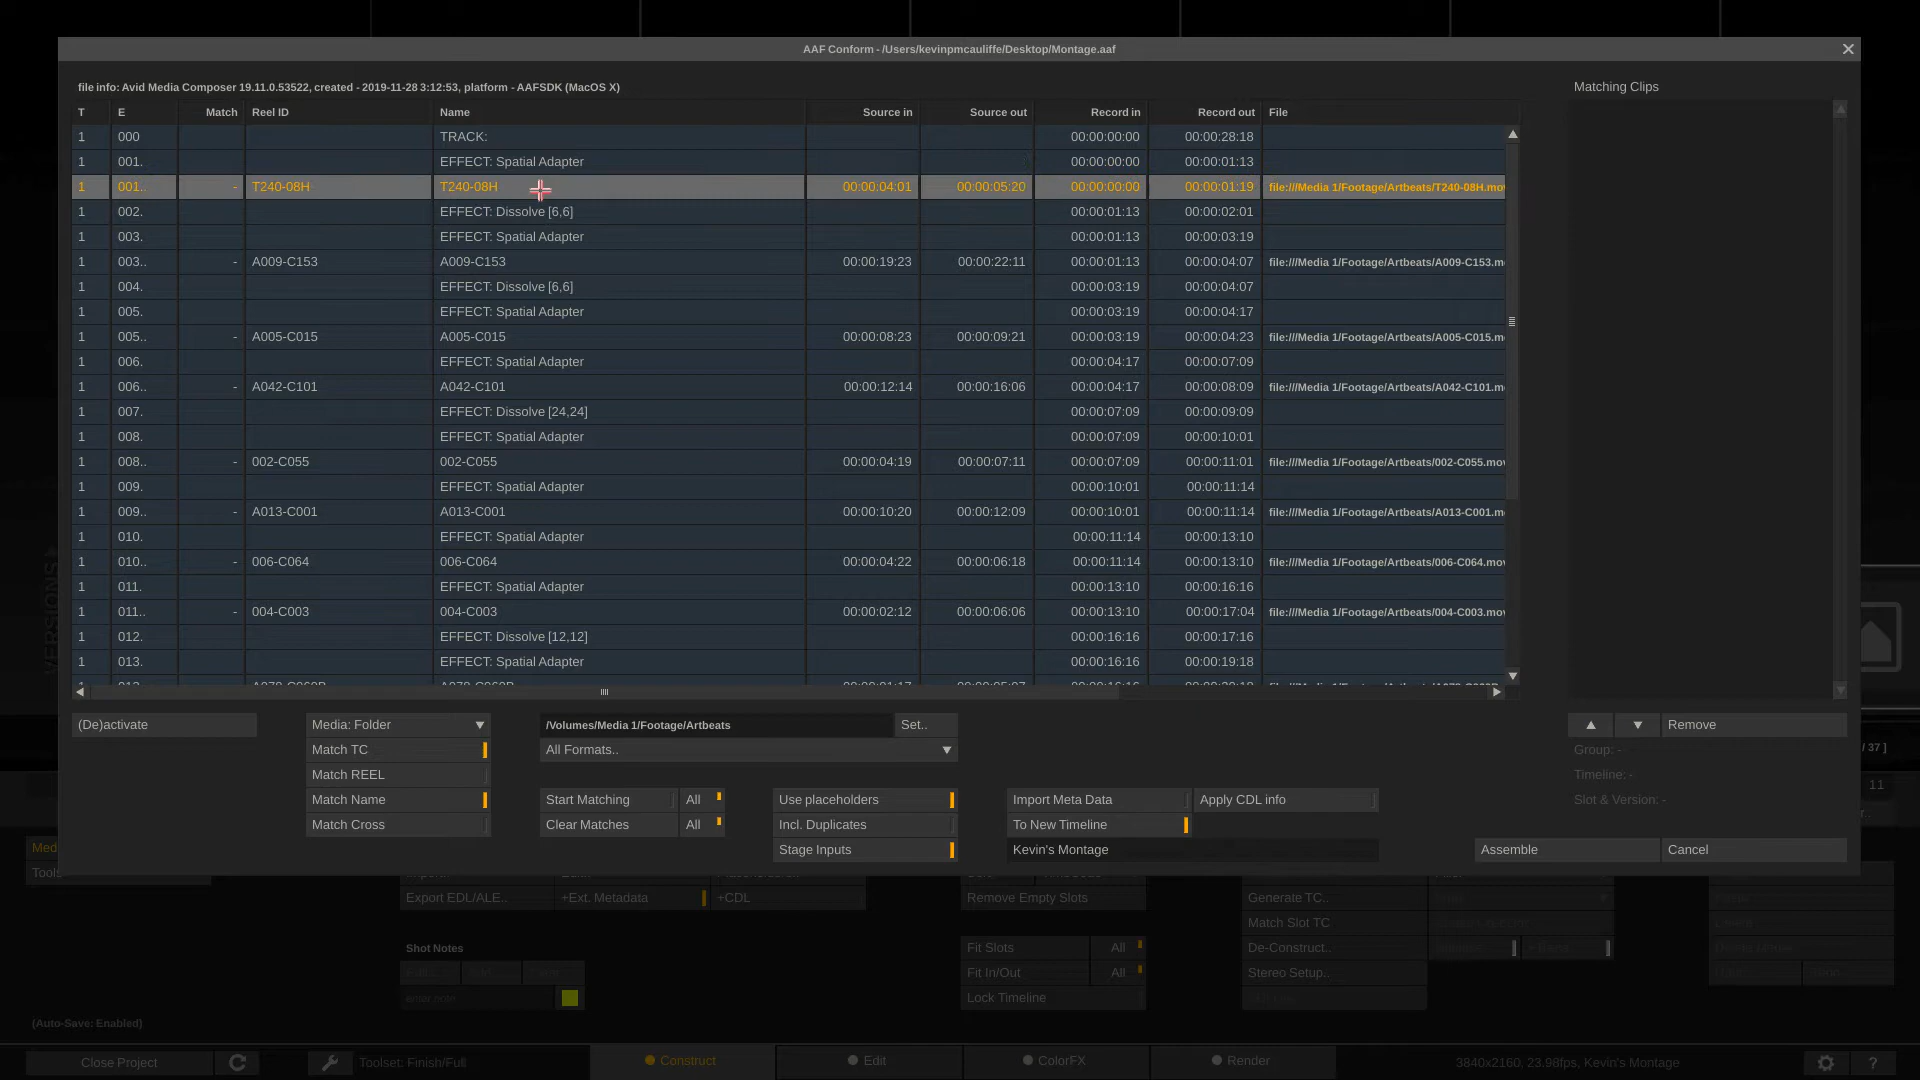 AAF Conform - /Users/kevinpmcauliffe/Desktop/Montage.aaf
file info: Avid Media Composer 19.11.0.53522, created - 2019-11-28 3:12:53, platform - AAFSDK (MacOS X)
Matching Clips
T E Match Reel ID Name Source in Source out Record in Record out File
1 000 TRACK: 00:00:00:00 00:00:28:18
1 001. EFFECT: Spatial Adapter 00:00:00:00 00:00:01:13
1 001.. - T240-08H T240-08H 00:00:04:01 00:00:05:20 00:00:00:00 00:00:01:19 file:///Media 1/Footage/Artbeats/T240-08H.mov
1 002. EFFECT: Dissolve [6,6] 00:00:01:13 00:00:02:01
1 003. EFFECT: Spatial Adapter 00:00:01:13 00:00:03:19
1 003.. - A009-C153 A009-C153 00:00:19:23 00:00:22:11 00:00:01:13 00:00:04:07 file:///Media 1/Footage/Artbeats/A009-C153.m
1 004. EFFECT: Dissolve [6,6] 00:00:03:19 00:00:04:07
1 005. EFFECT: Spatial Adapter 00:00:03:19 00:00:04:17
1 005.. - A005-C015 A005-C015 00:00:08:23 00:00:09:21 00:00:03:19 00:00:04:23 file:///Media 1/Footage/Artbeats/A005-C015.m
1 006. EFFECT: Spatial Adapter 00:00:04:17 00:00:07:09
1 006.. - A042-C101 A042-C101 00:00:12:14 00:00:16:06 00:00:04:17 00:00:08:09 file:///Media 1/Footage/Artbeats/A042-C101.m
1 007. EFFECT: Dissolve [24,24] 00:00:07:09 00:00:09:09
1 008. EFFECT: Spatial Adapter 00:00:07:09 00:00:10:01
1 008.. - 002-C055 002-C055 00:00:04:19 00:00:07:11 00:00:07:09 00:00:11:01 file:///Media 1/Footage/Artbeats/002-C055.mov
1 009. EFFECT: Spatial Adapter 00:00:10:01 00:00:11:14
1 009.. - A013-C001 A013-C001 00:00:10:20 00:00:12:09 00:00:10:01 00:00:11:14 file:///Media 1/Footage/Artbeats/A013-C001.m
1 010. EFFECT: Spatial Adapter 00:00:11:14 00:00:13:10
1 010.. - 006-C064 006-C064 00:00:04:22 00:00:06:18 00:00:11:14 00:00:13:10 file:///Media 1/Footage/Artbeats/006-C064.mov
1 011. EFFECT: Spatial Adapter 00:00:13:10 00:00:16:16
1 011.. - 004-C003 004-C003 00:00:02:12 00:00:06:06 00:00:13:10 00:00:17:04 file:///Media 1/Footage/Artbeats/004-C003.mov
1 012. EFFECT: Dissolve [12,12] 00:00:16:16 00:00:17:16
1 013. EFFECT: Spatial Adapter 00:00:16:16 00:00:19:18
(De)activate Media: Folder /Volumes/Media 1/Footage/Artbeats Set.. Remove
Match TC All Formats.. Group: - / 37 ]
Match REEL Timeline: -
Match Name Start Matching All Use placeholders Import Meta Data Apply CDL info Slot & Version: - 11
Match Cross Clear Matches All Incl. Duplicates To New Timeline
Stage Inputs Kevin's Montage Assemble Cancel
VERSIONS
Med
Tools
Export EDL/ALE.. +Ext. Metadata +CDL Remove Empty Slots Generate TC..
Match Slot TC
Shot Notes Fit Slots All De-Construct..
Fit In/Out All Stereo Setup..
enter note Lock Timeline
(Auto-Save: Enabled)
Close Project Toolset: Finish/Full Construct Edit ColorFX Render 3840x2160, 23.98fps, Kevin's Montage ?